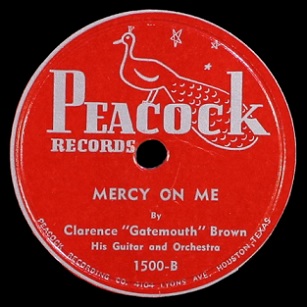 PEACOCK
RECORDS
MERCY ON ME
By
Clarence "Gatemouth" Brown
His Guitar and Orchestra
1500-B
PEACOCK RECORDING CO. 4104 LYONS AVE. HOUSTON, TEXAS